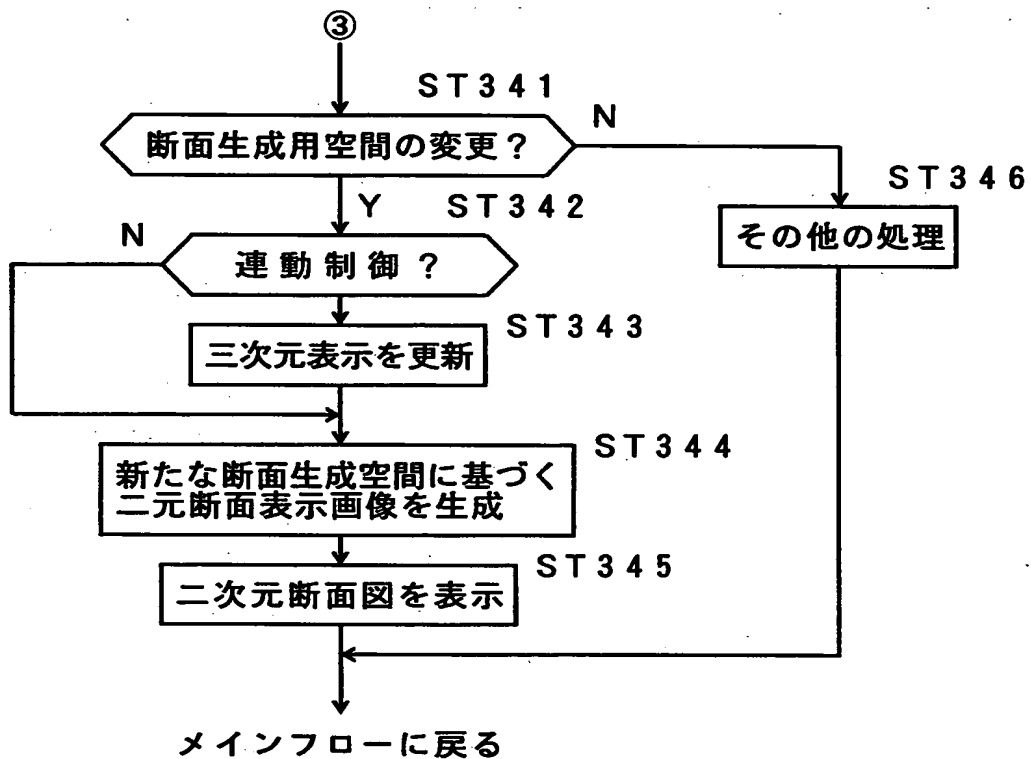 ③
ST341
断面生成用空間の変更?
N
ST346
Y
ST342
その他の処理
N
連動制御?
ST343
三次元表示を更新
ST344
新たな断面生成空間に基づく
二元断面表示画像を生成
ST345
二次元断面図を表示
メインフローに戻る